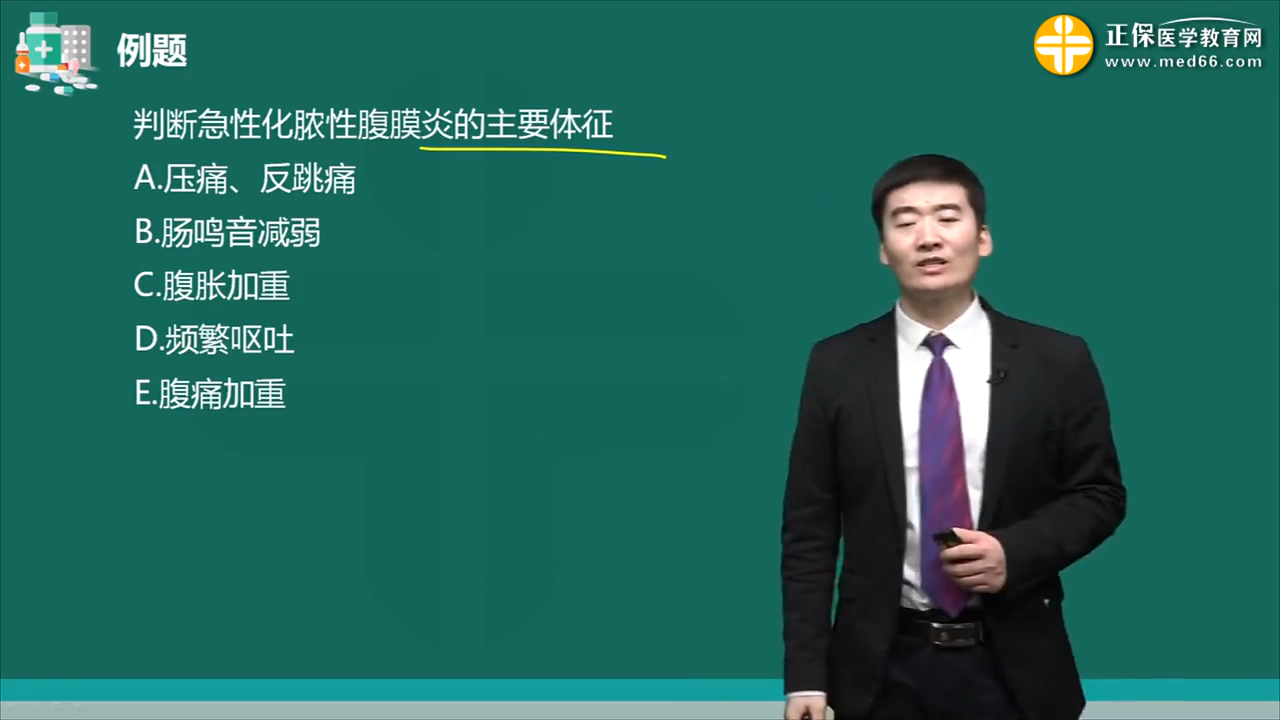 例题
正保医学教育网
www.med66.com
判断急性化脓性腹膜炎的主要体征
A.压痛、反跳痛
B.肠鸣音减弱
C.腹胀加重
D.频繁呕吐
E.腹痛加重